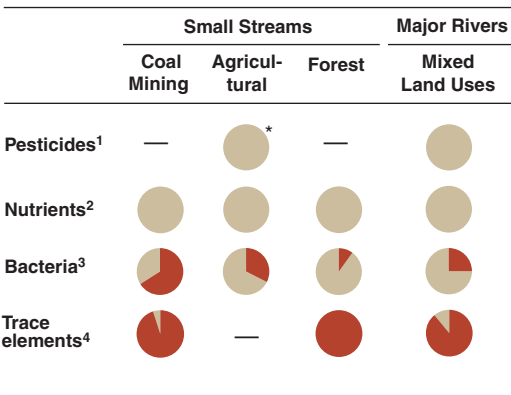 Small Streams Major Rivers
Coal Agricul- Forest Mixed
Mining tural Land Uses
Pesticides¹ — * —
Nutrients²
Bacteria³
Trace
elements⁴ —